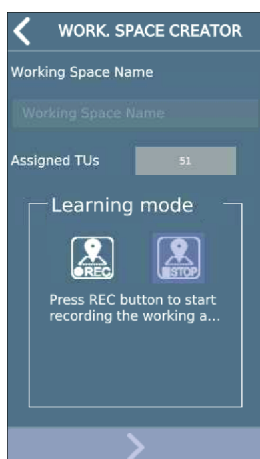 WORK. SPACE CREATOR
Working Space Name
Working Space Name
Assigned TUs 51
Learning mode
REC STOP
Press REC button to start
recording the working a...